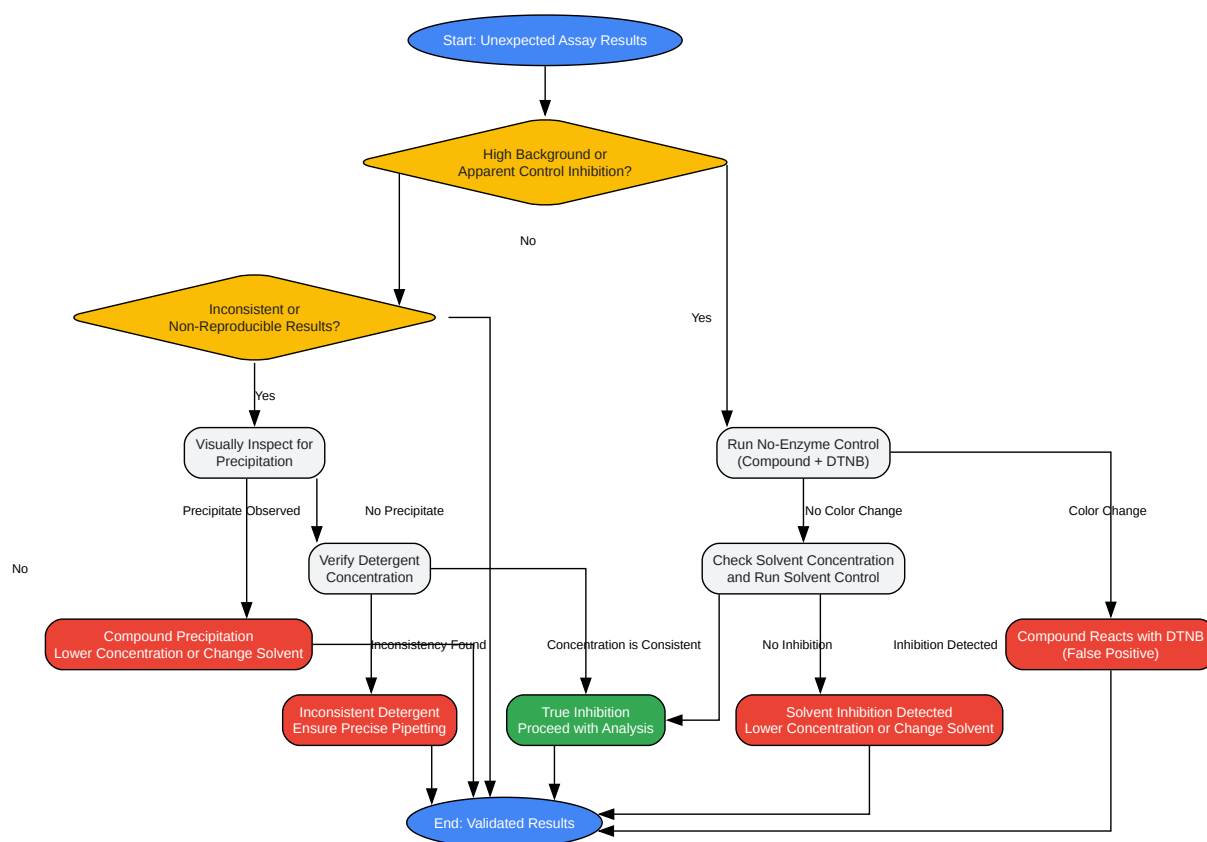 Start: Unexpected Assay Results
High Background or
Apparent Control Inhibition?
No
Inconsistent or
Non-Reproducible Results?
Yes
Yes
Visually Inspect for
Precipitation
Run No-Enzyme Control
(Compound + DTNB)
Precipitate Observed
No Precipitate
No Color Change
Color Change
No
Verify Detergent
Concentration
Check Solvent Concentration
and Run Solvent Control
Compound Precipitation
Lower Concentration or Change Solvent
Inconsistency Found
Concentration is Consistent
No Inhibition
Inhibition Detected
Compound Reacts with DTNB
(False Positive)
Inconsistent Detergent
Ensure Precise Pipetting
True Inhibition
Proceed with Analysis
Solvent Inhibition Detected
Lower Concentration or Change Solvent
End: Validated Results